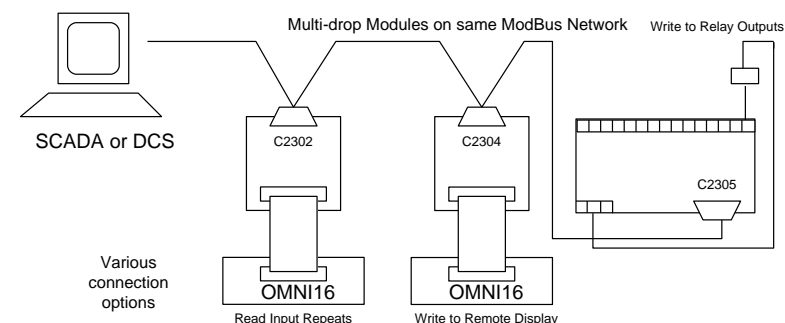 Multi-drop Modules on same ModBus Network
Write to Relay Outputs
SCADA or DCS
C2302
C2304
C2305
Various
connection
options
OMNI16
OMNI16
Read Input Repeats
Write to Remote Display